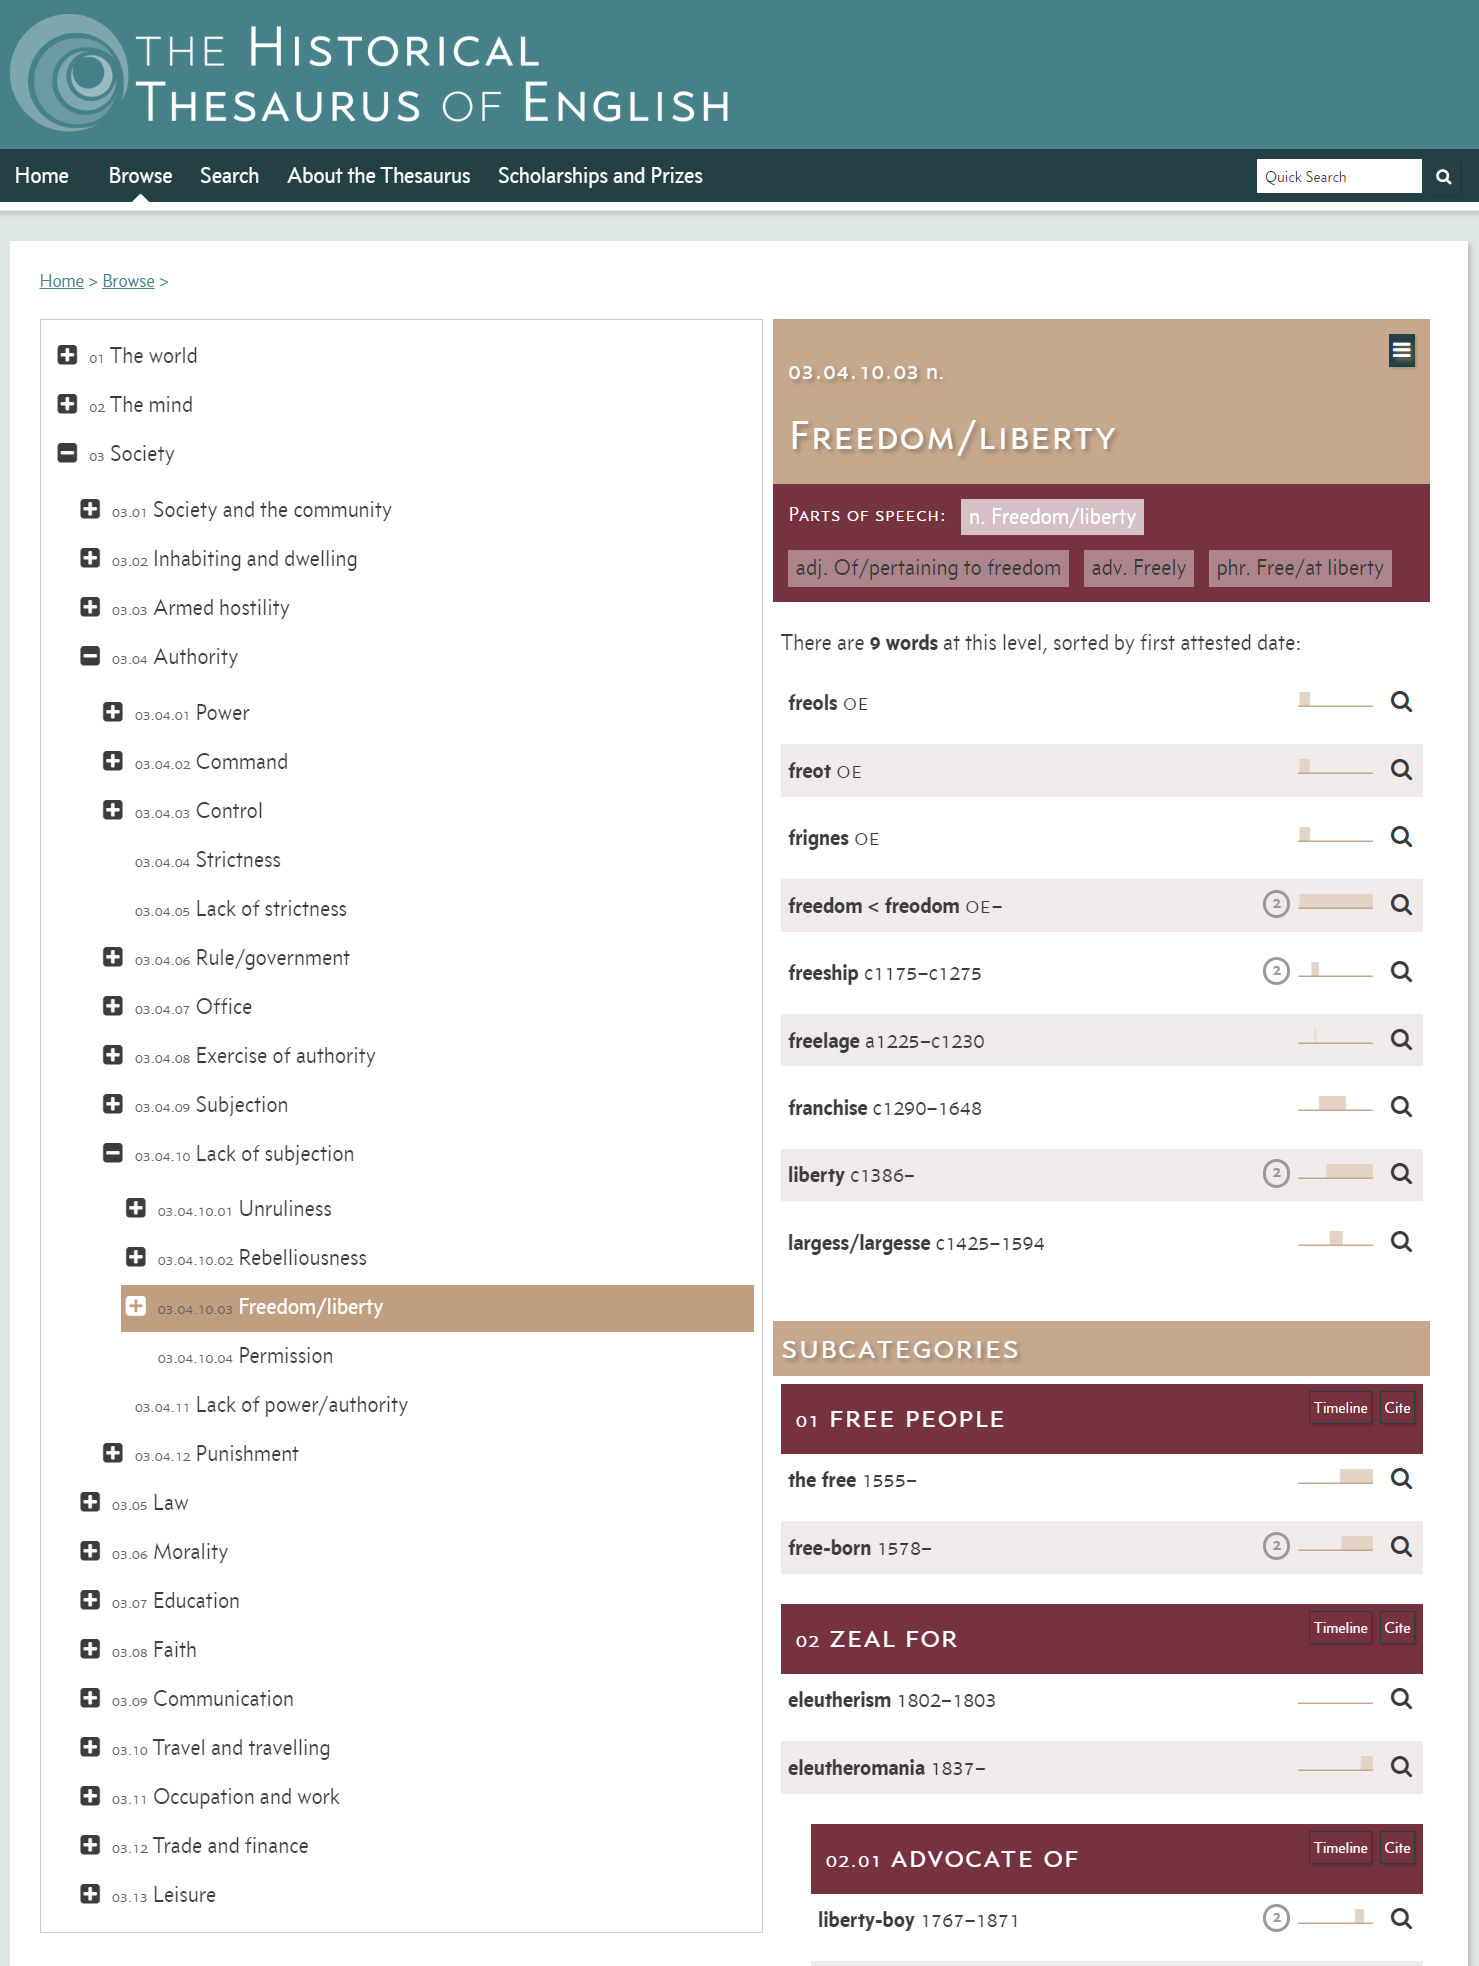 THE HISTORICAL
THESAURUS OF ENGLISH
Home Browse Search About the Thesaurus Scholarships and Prizes Quick Search
Home > Browse >
01 The world
02 The mind
03 Society
03.01 Society and the community
03.02 Inhabiting and dwelling
03.03 Armed hostility
03.04 Authority
03.04.01 Power
03.04.02 Command
03.04.03 Control
03.04.04 Strictness
03.04.05 Lack of strictness
03.04.06 Rule/government
03.04.07 Office
03.04.08 Exercise of authority
03.04.09 Subjection
03.04.10 Lack of subjection
03.04.10.01 Unruliness
03.04.10.02 Rebelliousness
03.04.10.03 Freedom/liberty
03.04.10.04 Permission
03.04.11 Lack of power/authority
03.04.12 Punishment
03.05 Law
03.06 Morality
03.07 Education
03.08 Faith
03.09 Communication
03.10 Travel and travelling
03.11 Occupation and work
03.12 Trade and finance
03.13 Leisure
03.04.10.03 n.
FREEDOM/LIBERTY
PARTS OF SPEECH: n. Freedom/liberty
adj. Of/pertaining to freedom adv. Freely phr. Free/at liberty
There are 9 words at this level, sorted by first attested date:
freols OE
freot OE
frignes OE
freedom < freodom OE– 2
freeship c1175–c1275 2
freelage a1225–c1230
franchise c1290–1648
liberty c1386– 2
largess/largesse c1425–1594
SUBCATEGORIES
01 FREE PEOPLE Timeline Cite
the free 1555–
free-born 1578– 2
02 ZEAL FOR Timeline Cite
eleutherism 1802–1803
eleutheromania 1837–
02.01 ADVOCATE OF Timeline Cite
liberty-boy 1767–1871 2